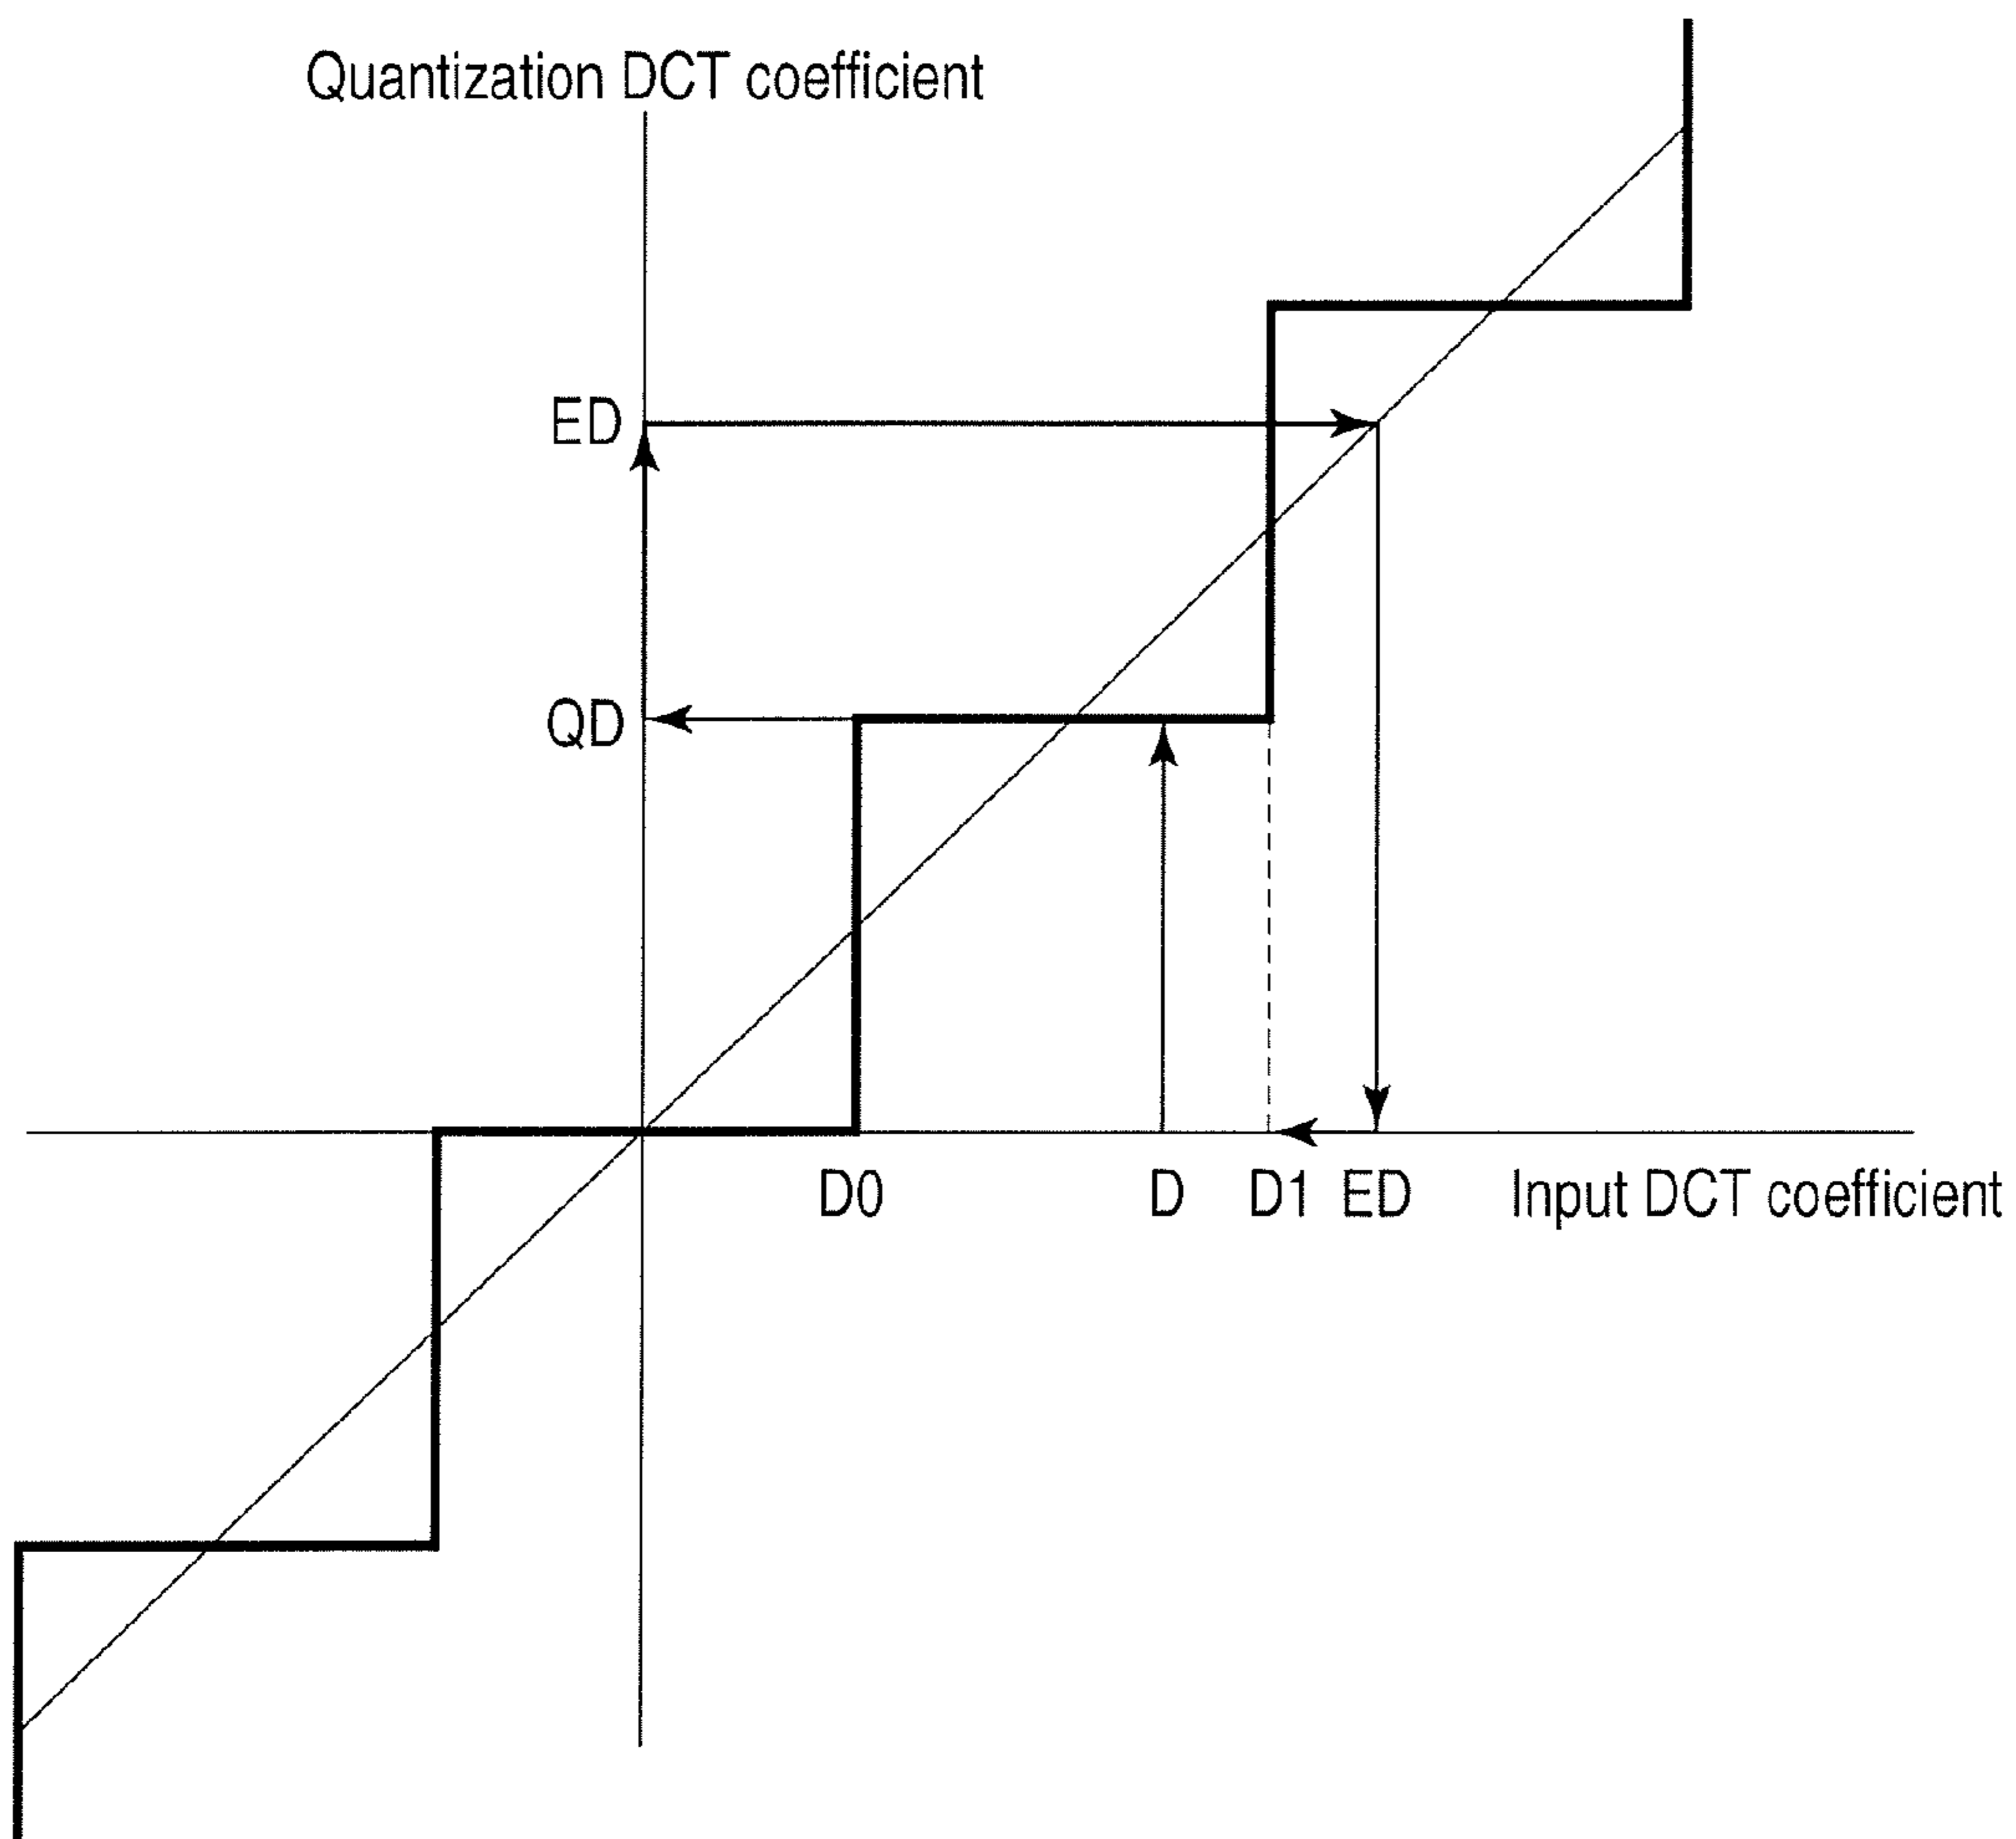 Quantization DCT coefficient
ED
QD
D0
D
D1
ED
Input DCT coefficient